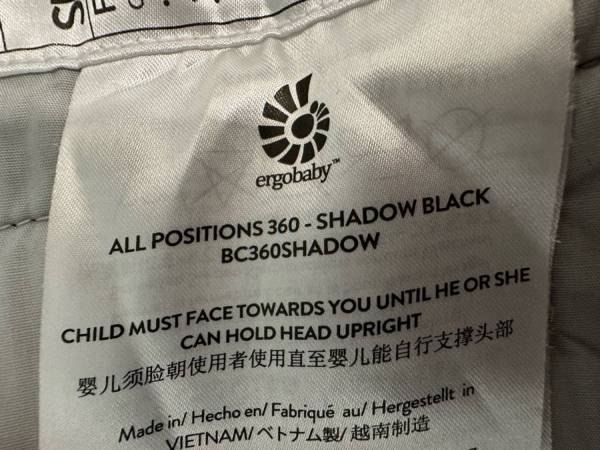 ergobaby™
ALL POSITIONS 360 - SHADOW BLACK
BC360SHADOW
CHILD MUST FACE TOWARDS YOU UNTIL HE OR SHE
CAN HOLD HEAD UPRIGHT
婴儿须脸朝使用者使用直至婴儿能自行支撑头部
Made in/ Hecho en/ Fabriqué au/ Hergestellt in
VIETNAM/ ベトナム製/ 越南制造